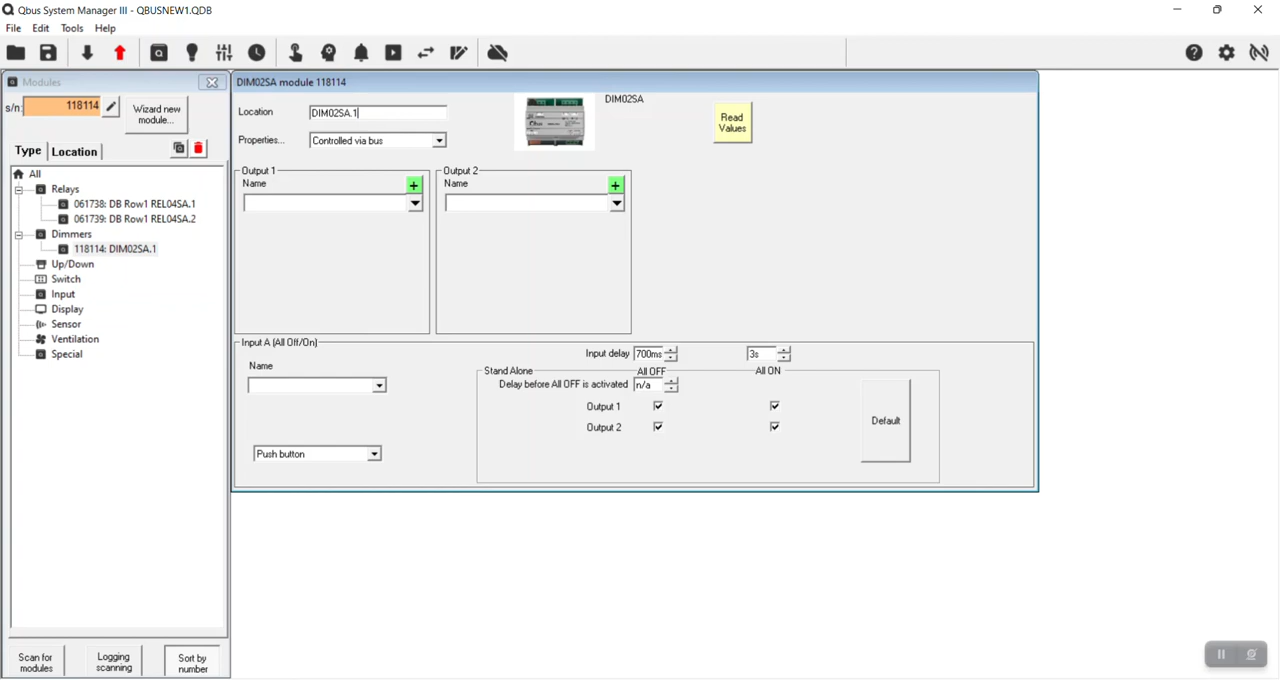 Qbus System Manager III - QBUSNEW1.QDB
File Edit Tools Help
Modules
s/n: 118114
Wizard new module...
Type Location
All
Relays
061738: DB Row1 REL04SA.1
061739: DB Row1 REL04SA.2
Dimmers
118114: DIM02SA.1
Up/Down
Switch
Input
Display
Sensor
Ventilation
Special
Scan for modules
Logging scanning
Sort by number
DIM02SA module 118114
Location DIM02SA.1
DIM02SA
Read Values
Properties... Controlled via bus
Output 1
Name
+
Output 2
Name
+
Input A (All Off/On)
Name
Push button
Input delay 700ms 3s
Stand Alone All OFF All ON
Delay before All OFF is activated n/a
Output 1
Output 2
Default